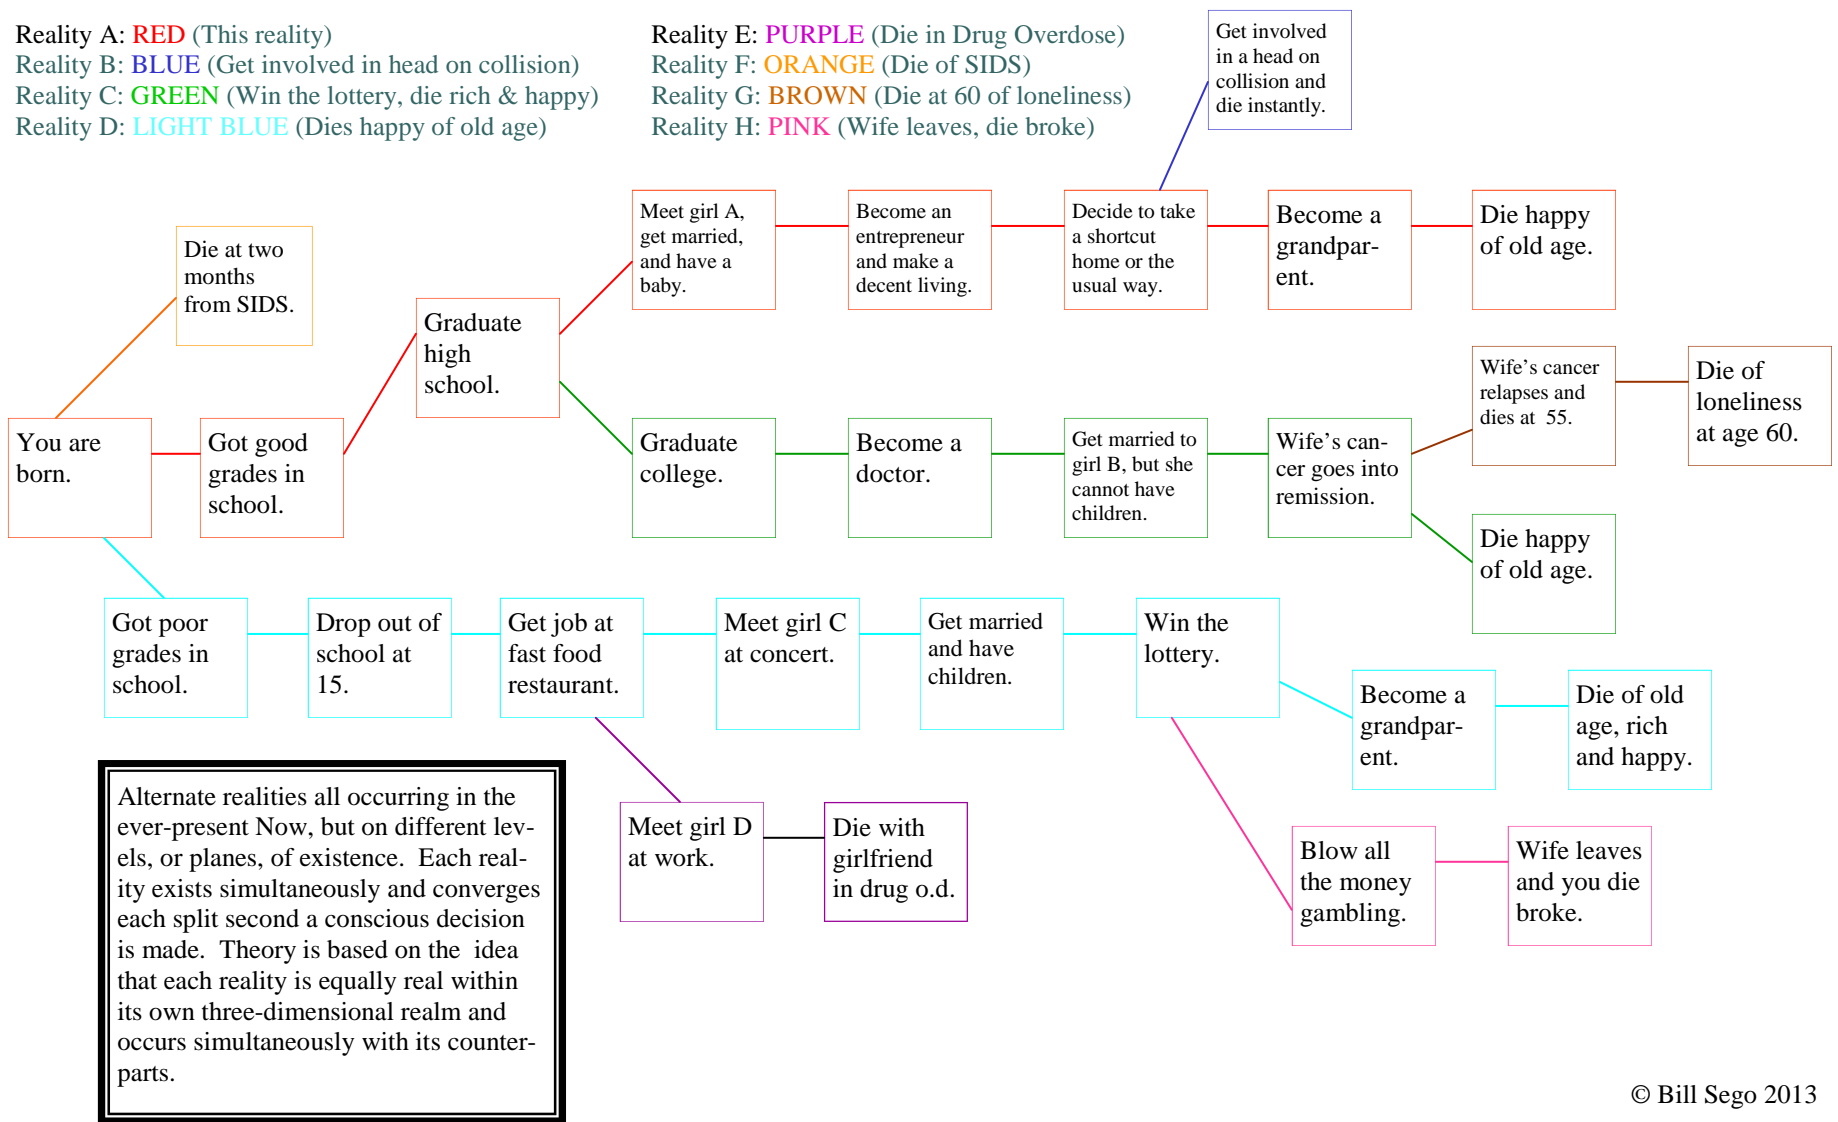 Reality A: RED (This reality)
Reality B: BLUE (Get involved in head on collision)
Reality C: GREEN (Win the lottery, die rich & happy)
Reality D: LIGHT BLUE (Dies happy of old age)
Reality E: PURPLE (Die in Drug Overdose)
Reality F: ORANGE (Die of SIDS)
Reality G: BROWN (Die at 60 of loneliness)
Reality H: PINK (Wife leaves, die broke)
Get involved
in a head on
collision and
die instantly.
Meet girl A,
get married,
and have a
baby.
Become an
entrepreneur
and make a
decent living.
Decide to take
a shortcut
home or the
usual way.
Become a
grandpar-
ent.
Die happy
of old age.
Die at two
months
from SIDS.
Graduate
high
school.
Wife's cancer
relapses and
dies at  55.
Die of
loneliness
at age 60.
You are
born.
Got good
grades in
school.
Graduate
college.
Become a
doctor.
Get married to
girl B, but she
cannot have
children.
Wife's can-
cer goes into
remission.
Die happy
of old age.
Got poor
grades in
school.
Drop out of
school at
15.
Get job at
fast food
restaurant.
Meet girl C
at concert.
Get married
and have
children.
Win the
lottery.
Become a
grandpar-
ent.
Die of old
age, rich
and happy.
Meet girl D
at work.
Die with
girlfriend
in drug o.d.
Blow all
the money
gambling.
Wife leaves
and you die
broke.
Alternate realities all occurring in the
ever-present Now, but on different lev-
els, or planes, of existence.  Each real-
ity exists simultaneously and converges
each split second a conscious decision
is made.  Theory is based on the  idea
that each reality is equally real within
its own three-dimensional realm and
occurs simultaneously with its counter-
parts.
© Bill Sego 2013